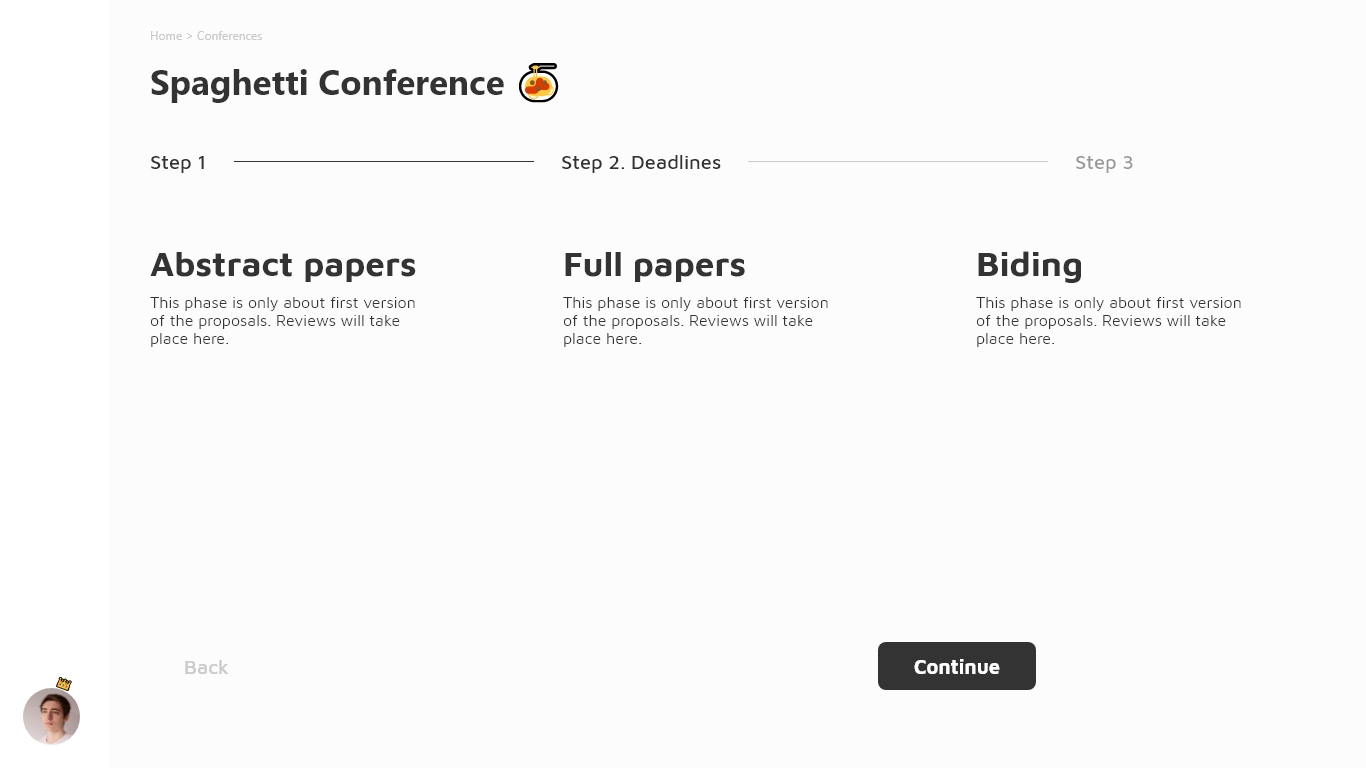 Home > Conferences
Spaghetti Conference
Step 1
Step 2. Deadlines
Step 3
Abstract papers
This phase is only about first version
of the proposals. Reviews will take
place here.
Full papers
This phase is only about first version
of the proposals. Reviews will take
place here.
Biding
This phase is only about first version
of the proposals. Reviews will take
place here.
Back
Continue